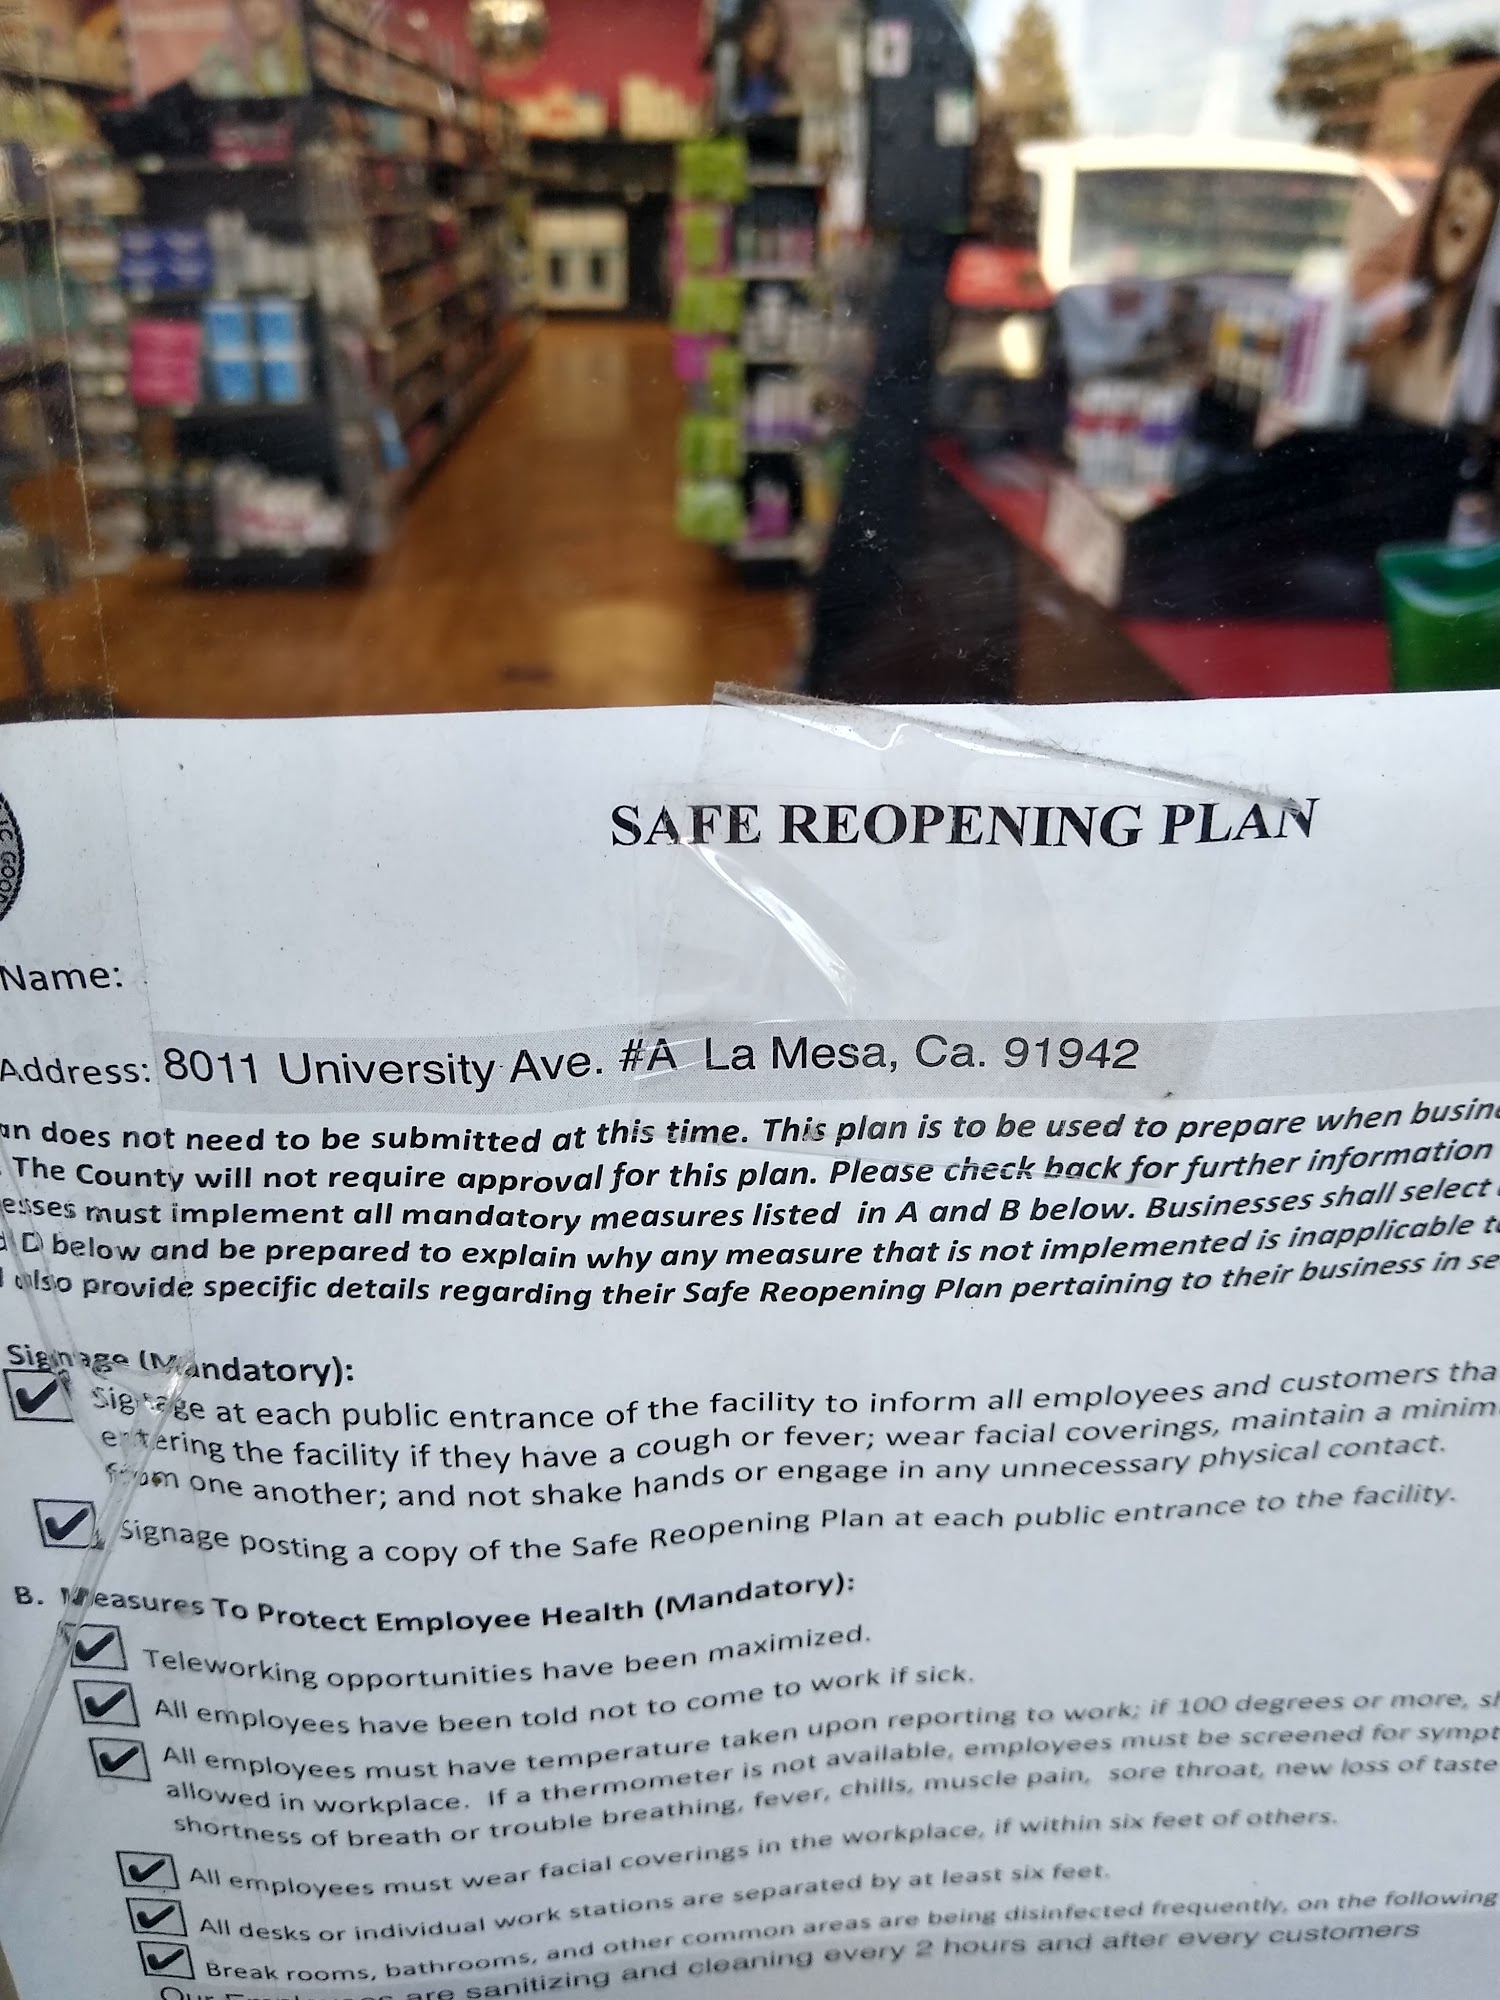 SAFE REOPENING PLAN
Name:
Address: 8011 University Ave. #A La Mesa, Ca. 91942
an does not need to be submitted at this time. This plan is to be used to prepare when busin
. The County will not require approval for this plan. Please check back for further information
esses must implement all mandatory measures listed in A and B below. Businesses shall select
D below and be prepared to explain why any measure that is not implemented is inapplicable to
also provide specific details regarding their Safe Reopening Plan pertaining to their business in se
Signage (Mandatory):
Signage at each public entrance of the facility to inform all employees and customers tha
entering the facility if they have a cough or fever; wear facial coverings, maintain a minim
from one another; and not shake hands or engage in any unnecessary physical contact.
Signage posting a copy of the Safe Reopening Plan at each public entrance to the facility.
B. Measures To Protect Employee Health (Mandatory):
Teleworking opportunities have been maximized.
All employees have been told not to come to work if sick.
All employees must have temperature taken upon reporting to work; if 100 degrees or more, sh
allowed in workplace. If a thermometer is not available, employees must be screened for sympt
shortness of breath or trouble breathing, fever, chills, muscle pain, sore throat, new loss of taste
All employees must wear facial coverings in the workplace, if within six feet of others.
All desks or individual work stations are separated by at least six feet.
Break rooms, bathrooms, and other common areas are being disinfected frequently, on the following
are sanitizing and cleaning every 2 hours and after every customers